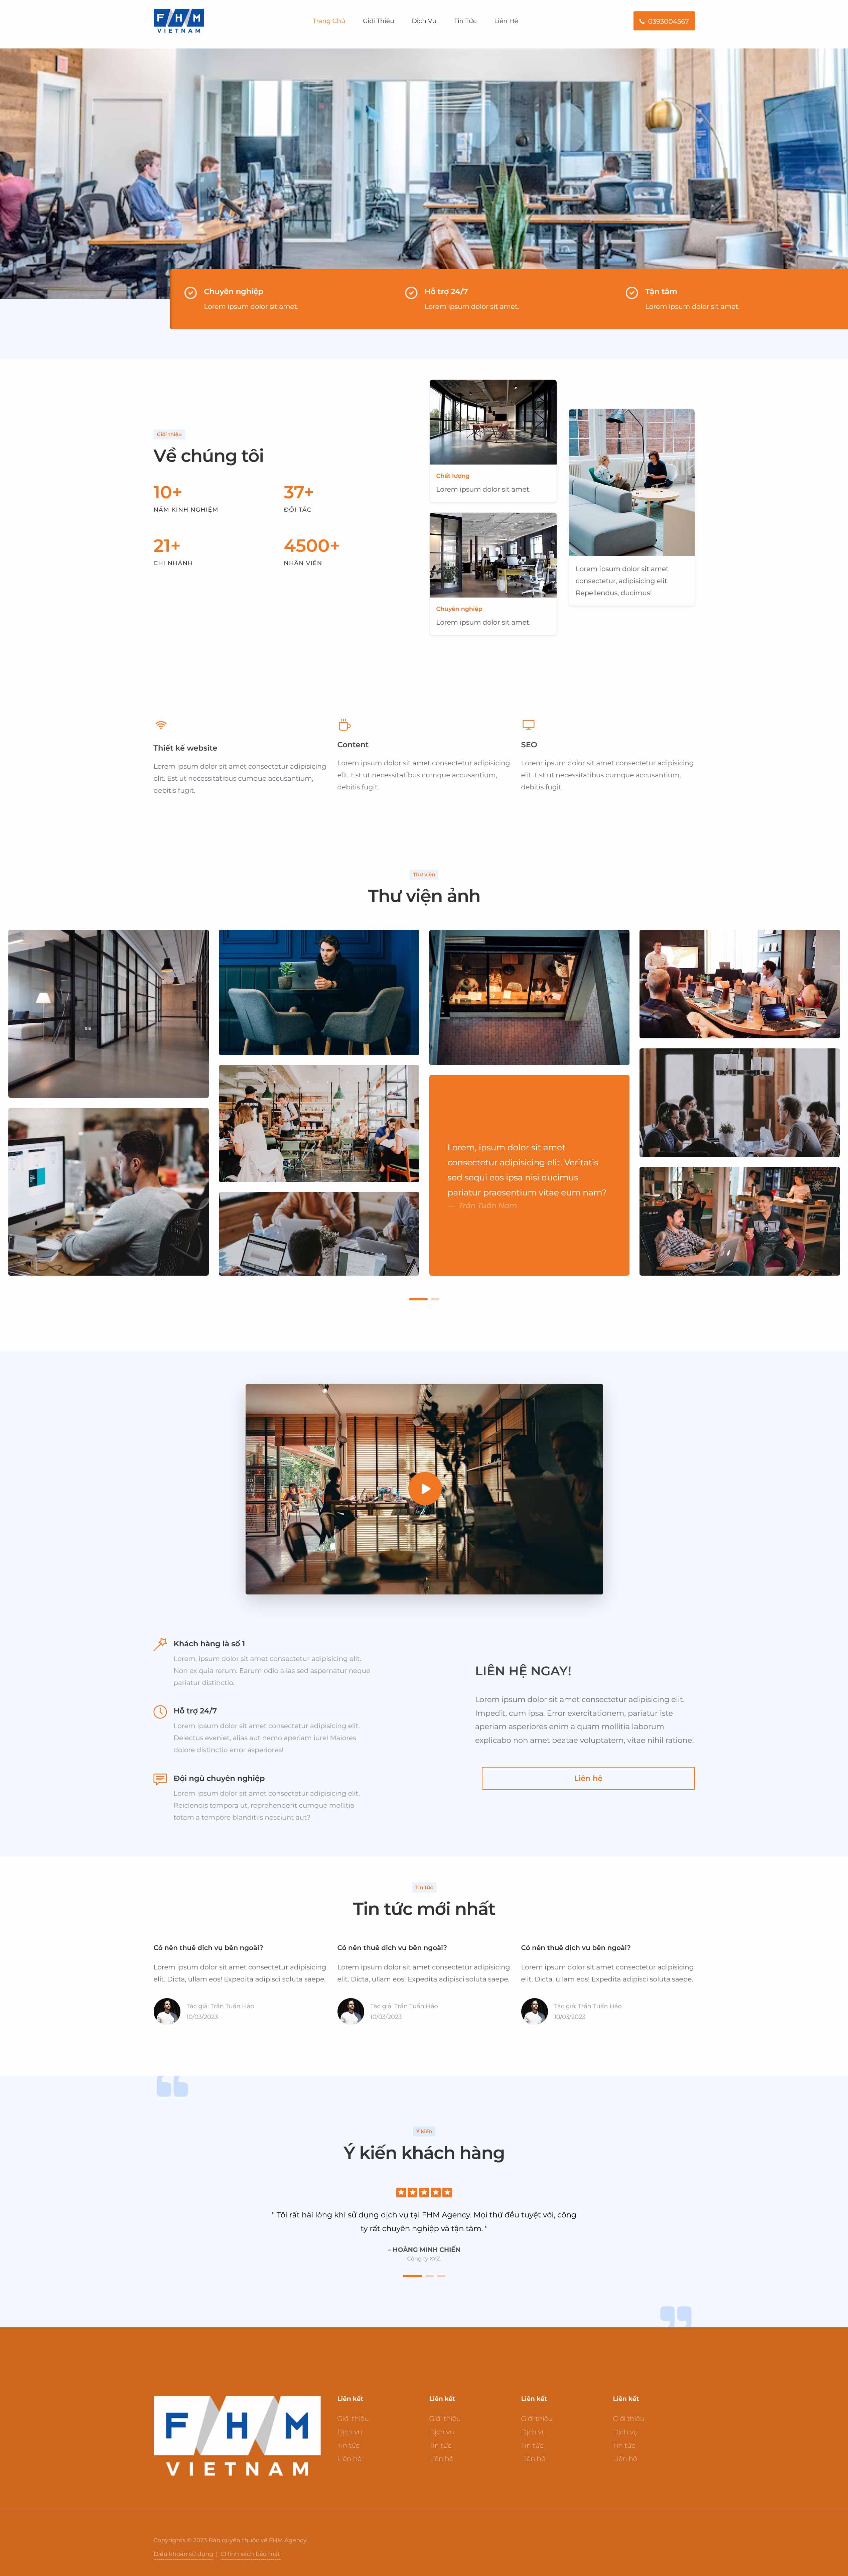 FHM
VIETNAM
Trang Chủ
Giới Thiệu
Dịch Vụ
Tin Tức
Liên Hệ
0393004567
Chuyên nghiệp
Lorem ipsum dolor sit amet.
Hỗ trợ 24/7
Lorem ipsum dolor sit amet.
Tận tâm
Lorem ipsum dolor sit amet.
Giới thiệu
Về chúng tôi
10+
NĂM KINH NGHIỆM
37+
ĐỐI TÁC
21+
CHI NHÁNH
4500+
NHÂN VIÊN
Chất lượng
Lorem ipsum dolor sit amet.
Chuyên nghiệp
Lorem ipsum dolor sit amet.
Lorem ipsum dolor sit amet
consectetur, adipisicing elit.
Repellendus, ducimus!
Thiết kế website
Lorem ipsum dolor sit amet consectetur adipisicing
elit. Est ut necessitatibus cumque accusantium,
debitis fugit.
Content
Lorem ipsum dolor sit amet consectetur adipisicing
elit. Est ut necessitatibus cumque accusantium,
debitis fugit.
SEO
Lorem ipsum dolor sit amet consectetur adipisicing
elit. Est ut necessitatibus cumque accusantium,
debitis fugit.
Thư viện
Thư viện ảnh
Lorem, ipsum dolor sit amet
consectetur adipisicing elit. Veritatis
sed sequi eos ipsa nisi ducimus
pariatur praesentium vitae eum nam?
— Trần Tuấn Nam
Khách hàng là số 1
Lorem, ipsum dolor sit amet consectetur adipisicing elit.
Non ex quia rerum. Earum odio alias sed aspernatur neque
pariatur distinctio.
Hỗ trợ 24/7
Lorem ipsum dolor sit amet consectetur adipisicing elit.
Delectus eveniet, alias aut nemo aperiam iure! Maiores
dolore distinctio error asperiores!
Đội ngũ chuyên nghiệp
Lorem ipsum dolor sit amet consectetur adipisicing elit.
Reiciendis tempora ut, reprehenderit cumque mollitia
totam a tempore blanditiis nesciunt aut?
LIÊN HỆ NGAY!
Lorem ipsum dolor sit amet consectetur adipisicing elit.
Impedit, cum ipsa. Error exercitationem, pariatur iste
aperiam asperiores enim a quam mollitia laborum
explicabo non amet beatae voluptatem, vitae nihil ratione!
Liên hệ
Tin tức
Tin tức mới nhất
Có nên thuê dịch vụ bên ngoài?
Lorem ipsum dolor sit amet consectetur adipisicing
elit. Dicta, ullam eos! Expedita adipisci soluta saepe.
Tác giả: Trần Tuấn Hào
10/03/2023
Có nên thuê dịch vụ bên ngoài?
Lorem ipsum dolor sit amet consectetur adipisicing
elit. Dicta, ullam eos! Expedita adipisci soluta saepe.
Tác giả: Trần Tuấn Hào
10/03/2023
Có nên thuê dịch vụ bên ngoài?
Lorem ipsum dolor sit amet consectetur adipisicing
elit. Dicta, ullam eos! Expedita adipisci soluta saepe.
Tác giả: Trần Tuấn Hào
10/03/2023
Ý kiến
Ý kiến khách hàng
" Tôi rất hài lòng khi sử dụng dịch vụ tại FHM Agency. Mọi thứ đều tuyệt vời, công
ty rất chuyên nghiệp và tận tâm. "
– HOÀNG MINH CHIẾN
Công ty XYZ.
FHM
VIETNAM
Liên kết
Giới thiệu
Dịch vụ
Tin tức
Liên hệ
Liên kết
Giới thiệu
Dịch vụ
Tin tức
Liên hệ
Liên kết
Giới thiệu
Dịch vụ
Tin tức
Liên hệ
Liên kết
Giới thiệu
Dịch vụ
Tin tức
Liên hệ
Copyrights © 2023 Bản quyền thuộc về FHM Agency.
Điều khoản sử dụng | Chính sách bảo mật